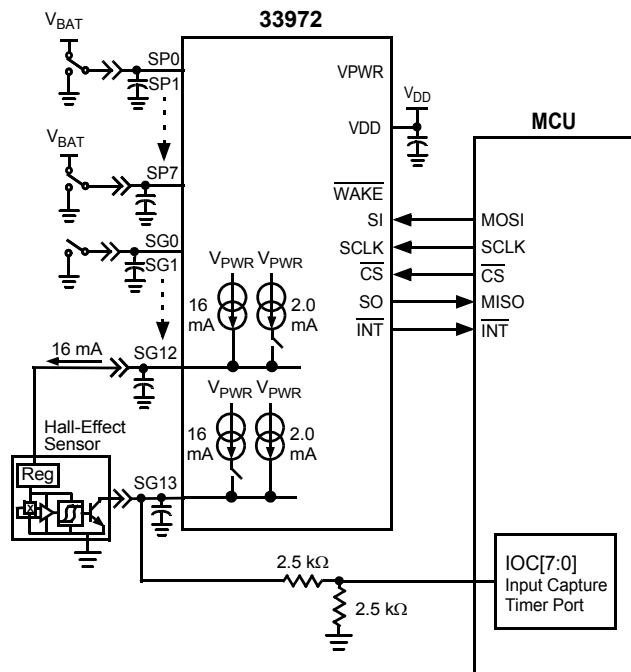 33972
V_BAT
SP0
SP1
VPWR
V_DD
VDD
MCU
V_BAT
SP7
WAKE
SI
MOSI
SCLK
SCLK
CS
CS
SO
MISO
INT
INT
SG0
SG1
V_PWR V_PWR
16 mA
2.0 mA
16 mA
SG12
V_PWR V_PWR
16 mA
2.0 mA
Hall-Effect
Sensor
Reg
X
SG13
2.5 kΩ
2.5 kΩ
IOC[7:0]
Input Capture
Timer Port